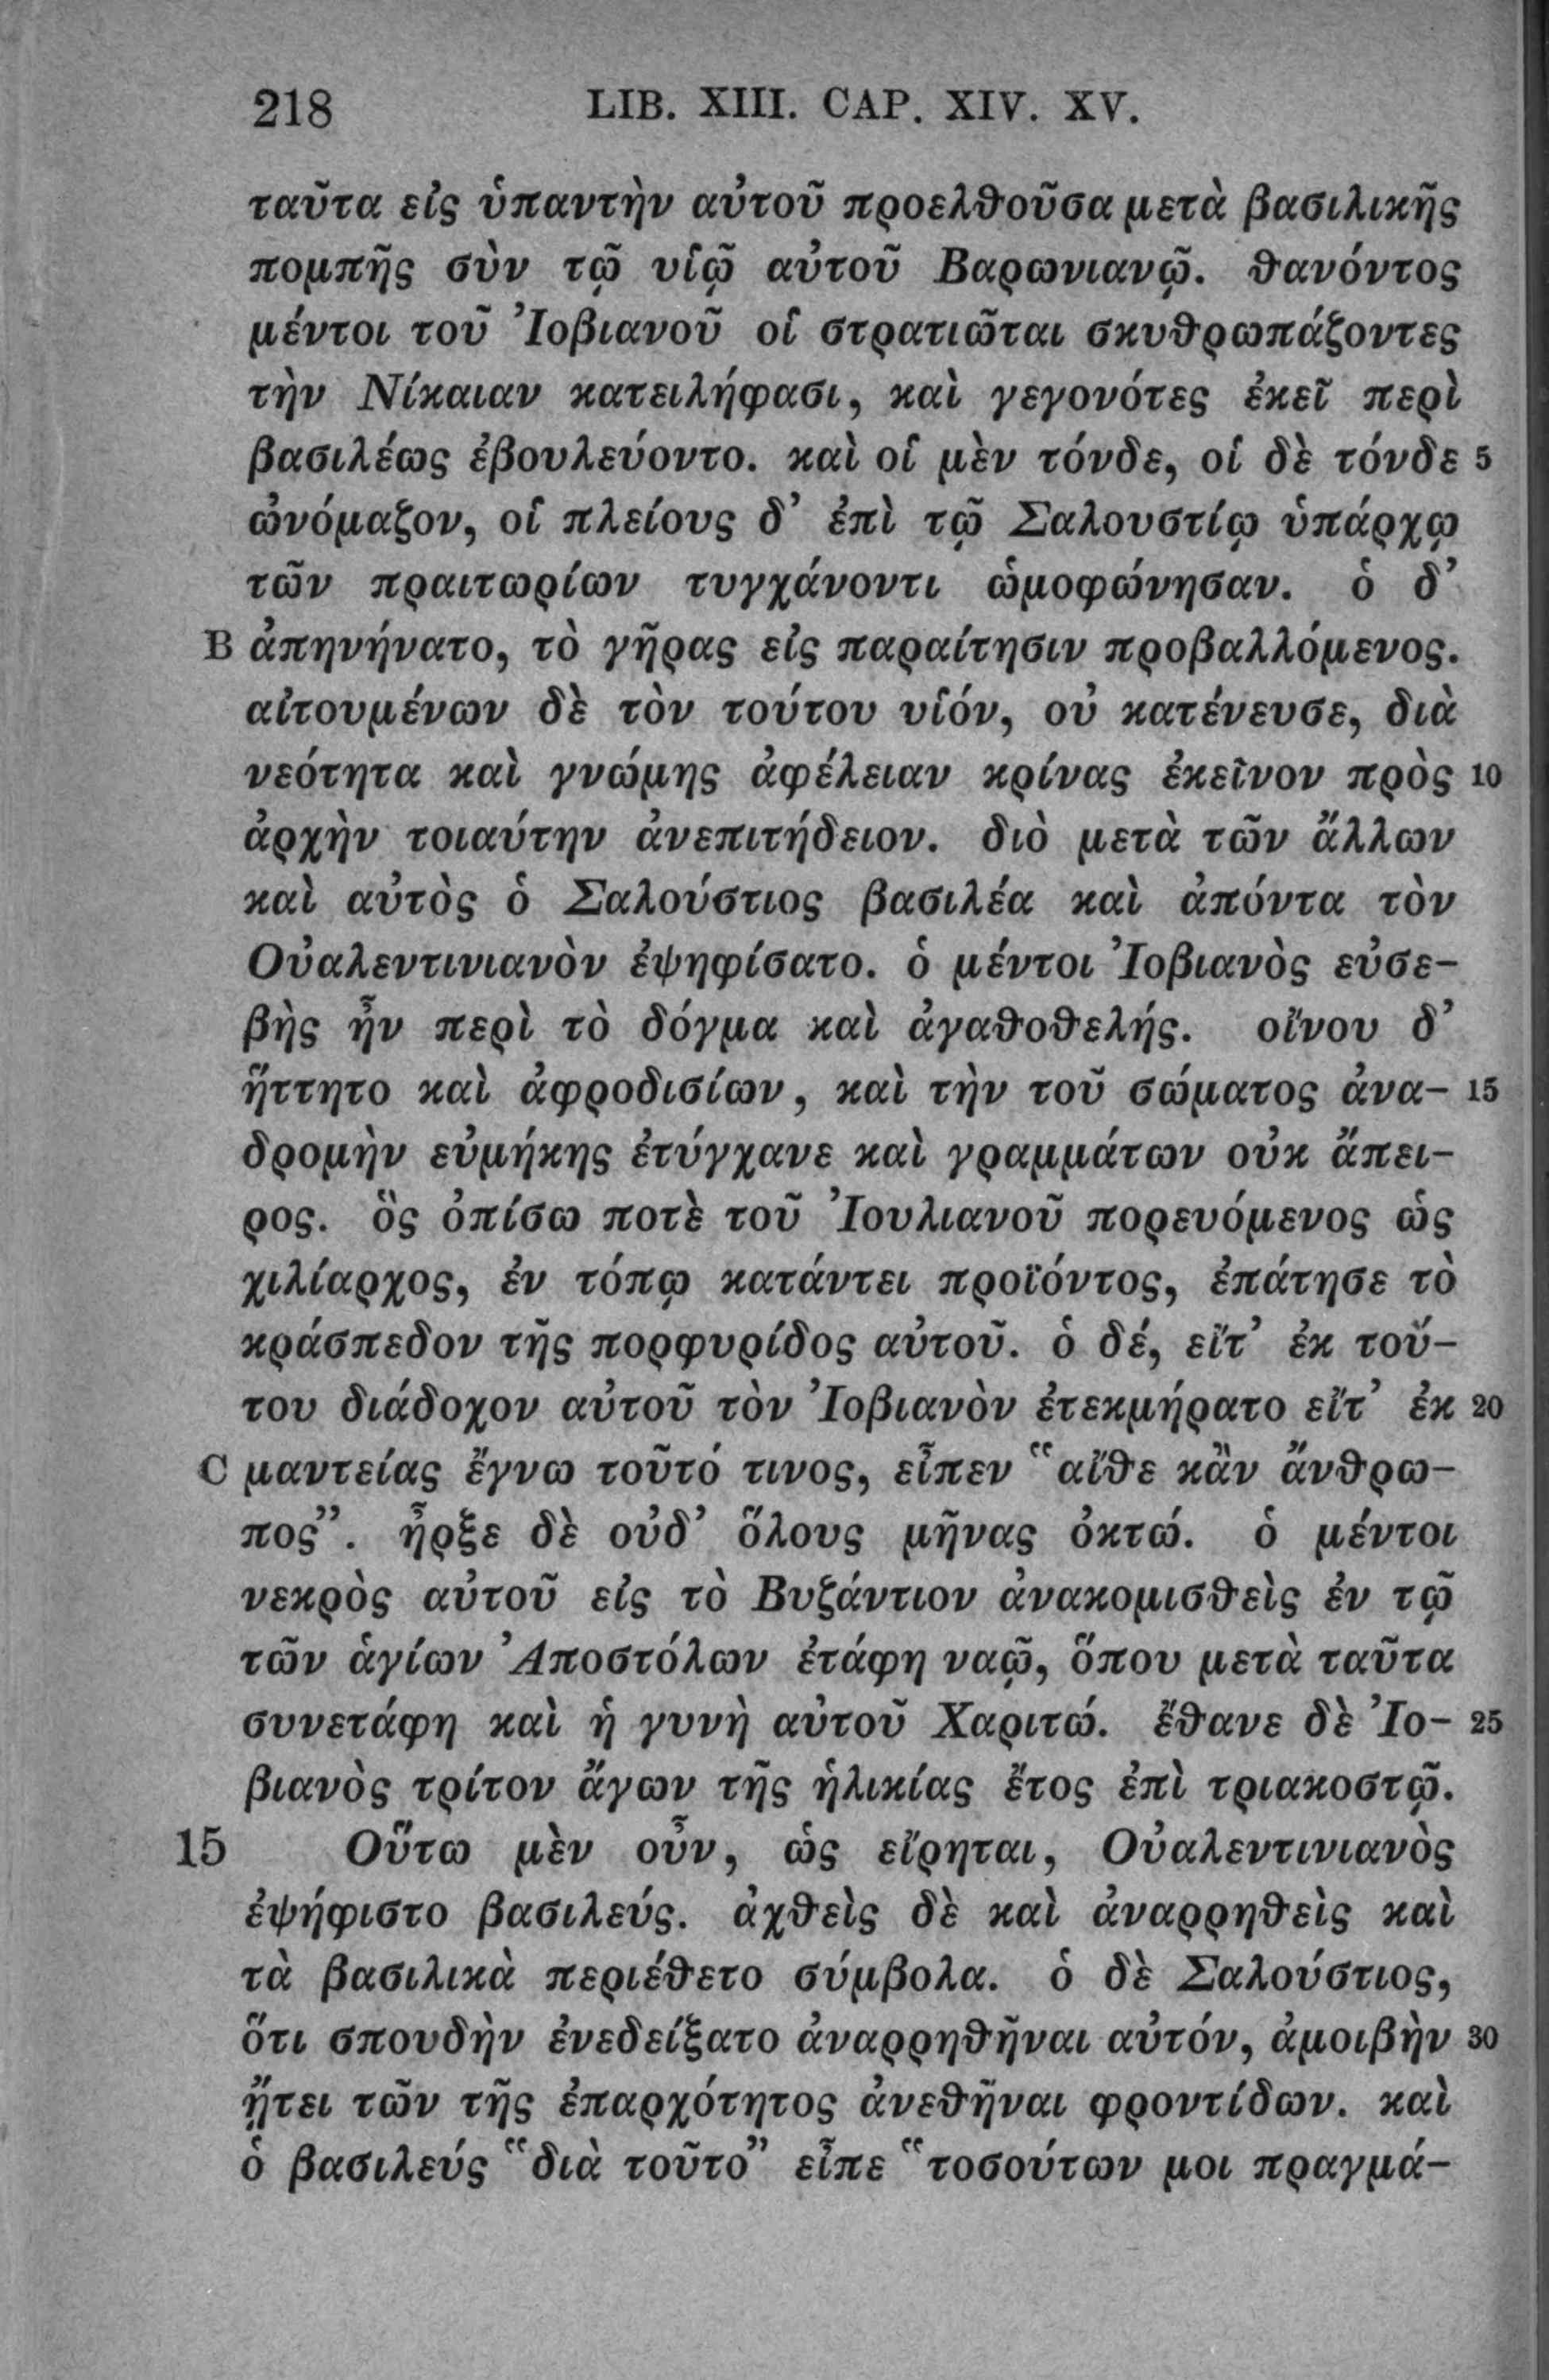 218 LIB. XIII. CAP. XIV. XV.
ταῦτα εἰς ὑπαντὴν αὐτοῦ προελθοῦσα μετὰ βασιλικῆς
πομπῆς σὺν τῷ υἱῷ αὐτοῦ Βαρωνιανῷ. θανόντος
μέντοι τοῦ Ἰοβιανοῦ οἱ στρατιῶται σκυθρωπάζοντες
τὴν Νίκαιαν κατειλήφασι, καὶ γεγονότες ἐκεῖ περὶ
βασιλέως ἐβουλεύοντο. καὶ οἱ μὲν τόνδε, οἱ δὲ τόνδε 5
ὠνόμαζον, οἱ πλείους δ’ ἐπὶ τῷ Σαλουστίῳ ὑπάρχῳ
τῶν πραιτωρίων τυγχάνοντι ὡμοφώνησαν. ὁ δ’
B ἀπηνήνατο, τὸ γῆρας εἰς παραίτησιν προβαλλόμενος.
αἰτουμένων δὲ τὸν τούτου υἱόν, οὐ κατένευσε, διὰ
νεότητα καὶ γνώμης ἀφέλειαν κρίνας ἐκεῖνον πρὸς 10
ἀρχὴν τοιαύτην ἀνεπιτήδειον. διὸ μετὰ τῶν ἄλλων
καὶ αὐτὸς ὁ Σαλούστιος βασιλέα καὶ ἀπόντα τὸν
Οὐαλεντινιανὸν ἐψηφίσατο. ὁ μέντοι Ἰοβιανὸς εὐσε-
βὴς ἦν περὶ τὸ δόγμα καὶ ἀγαθοθελής. οἴνου δ’
ἥττητο καὶ ἀφροδισίων, καὶ τὴν τοῦ σώματος ἀνα- 15
δρομὴν εὐμήκης ἐτύγχανε καὶ γραμμάτων οὐκ ἄπει-
ρος. ὃς ὀπίσω ποτὲ τοῦ Ἰουλιανοῦ πορευόμενος ὡς
χιλίαρχος, ἐν τόπῳ κατάντει προϊόντος, ἐπάτησε τὸ
κράσπεδον τῆς πορφυρίδος αὐτοῦ. ὁ δέ, εἴτ’ ἐκ τού-
του διάδοχον αὐτοῦ τὸν Ἰοβιανὸν ἐτεκμήρατο εἴτ’ ἐκ 20
C μαντείας ἔγνω τοῦτό τινος, εἶπεν “αἴθε κἂν ἄνθρω-
πος”. ἦρξε δὲ οὐδ’ ὅλους μῆνας ὀκτώ. ὁ μέντοι
νεκρὸς αὐτοῦ εἰς τὸ Βυζάντιον ἀνακομισθεὶς ἐν τῷ
τῶν ἁγίων Ἀποστόλων ἐτάφη ναῷ, ὅπου μετὰ ταῦτα
συνετάφη καὶ ἡ γυνὴ αὐτοῦ Χαριτώ. ἔθανε δὲ Ἰο- 25
βιανὸς τρίτον ἄγων τῆς ἡλικίας ἔτος ἐπὶ τριακοστῷ.
15 Οὕτω μὲν οὖν, ὡς εἴρηται, Οὐαλεντινιανὸς
ἐψήφιστο βασιλεύς. ἀχθεὶς δὲ καὶ ἀναρρηθεὶς καὶ
τὰ βασιλικὰ περιέθετο σύμβολα. ὁ δὲ Σαλούστιος,
ὅτι σπουδὴν ἐνεδείξατο ἀναρρηθῆναι αὐτόν, ἀμοιβὴν 30
ᾔτει τῶν τῆς ἐπαρχότητος ἀνεθῆναι φροντίδων. καὶ
ὁ βασιλεύς “διὰ τοῦτο” εἶπε “τοσούτων μοι πραγμά-